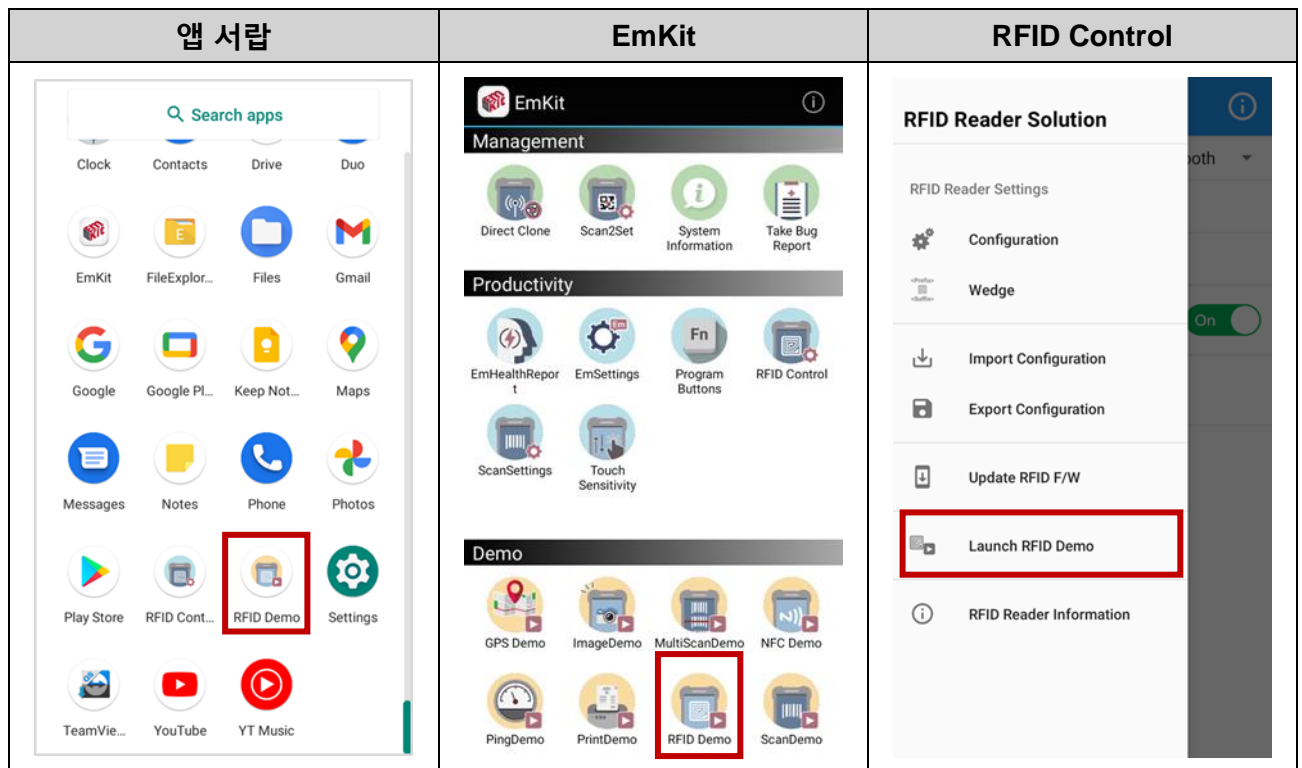 앱 서랍
EmKit
RFID Control
Search apps
Clock
Contacts
Drive
Duo
EmKit
FileExplor...
Files
Gmail
Google
Google Pl...
Keep Not...
Maps
Messages
Notes
Phone
Photos
Play Store
RFID Cont...
RFID Demo
Settings
TeamVie...
YouTube
YT Music
EmKit
Management
Direct Clone
Scan2Set
System
Information
Take Bug
Report
Productivity
EmHealthRepor
t
EmSettings
Fn
Program
Buttons
RFID Control
ScanSettings
Touch
Sensitivity
Demo
GPS Demo
ImageDemo
MultiScanDemo
NFC Demo
PingDemo
PrintDemo
RFID Demo
ScanDemo
RFID Reader Solution
ooth
RFID Reader Settings
Configuration
<Prefix>
<Suffix>
Wedge
On
Import Configuration
Export Configuration
Update RFID F/W
Launch RFID Demo
RFID Reader Information